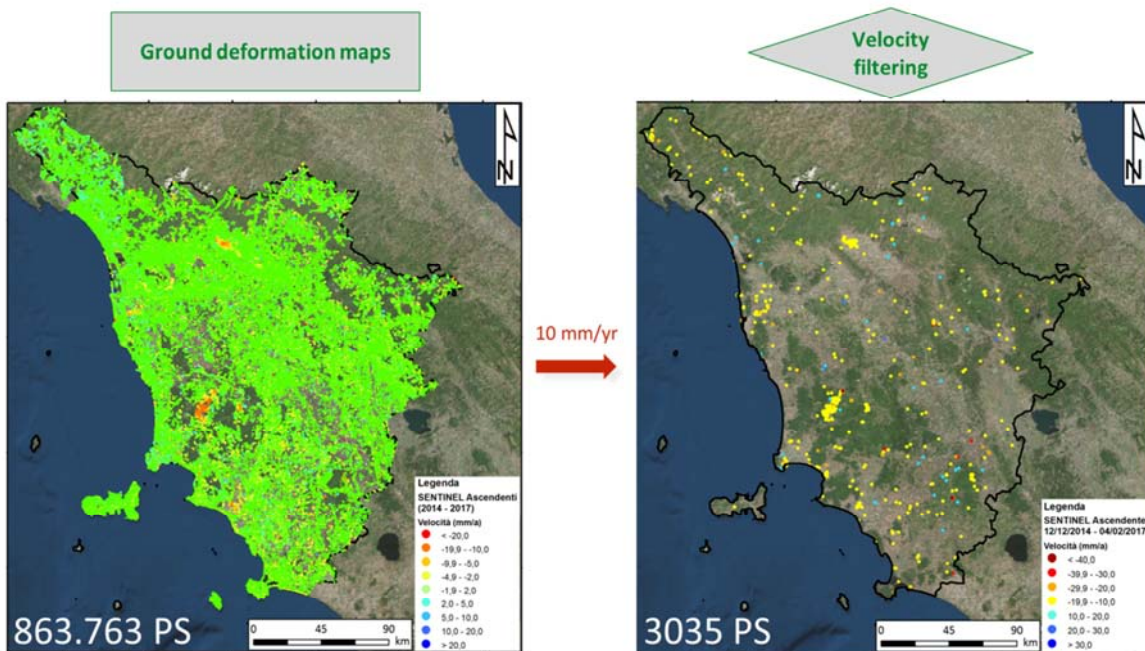 Ground deformation maps
Velocity
filtering
N
N
10 mm/yr
Legenda
SENTINEL Ascendenti
(2014 - 2017)
Velocità (mm/a)
< -20,0
-19,9 - -10,0
-9,9 - -5,0
-4,9 - -2,0
-1,9 - 2,0
2,0 - 5,0
5,0 - 10,0
10,0 - 20,0
> 20,0
863.763 PS
0 45 90
km
Legenda
SENTINEL Ascendente
12/12/2014 - 04/02/2017
Velocità (mm/a)
< -40,0
-39,9 - -30,0
-29,9 - -20,0
-19,9 - -10,0
10,0 - 20,0
20,0 - 30,0
> 30,0
3035 PS
0 45 90
km